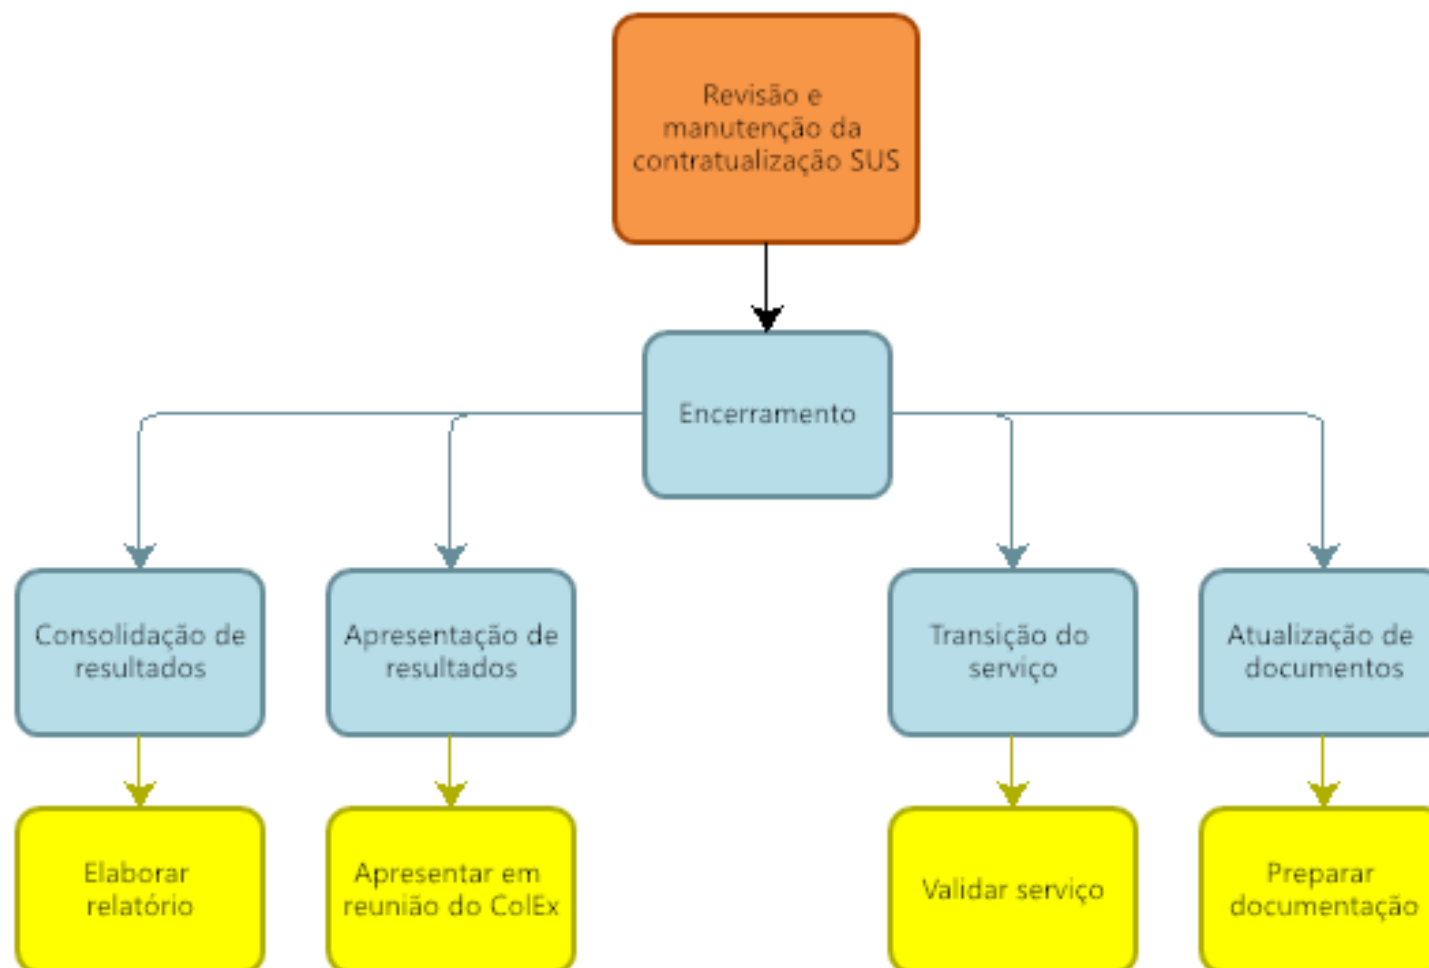 Revisão e
manutenção da
contratualização SUS
Encerramento
Consolidação de
resultados
Apresentação de
resultados
Transição do
serviço
Atualização de
documentos
Elaborar
relatório
Apresentar em
reunião do ColEx
Validar serviço
Preparar
documentação